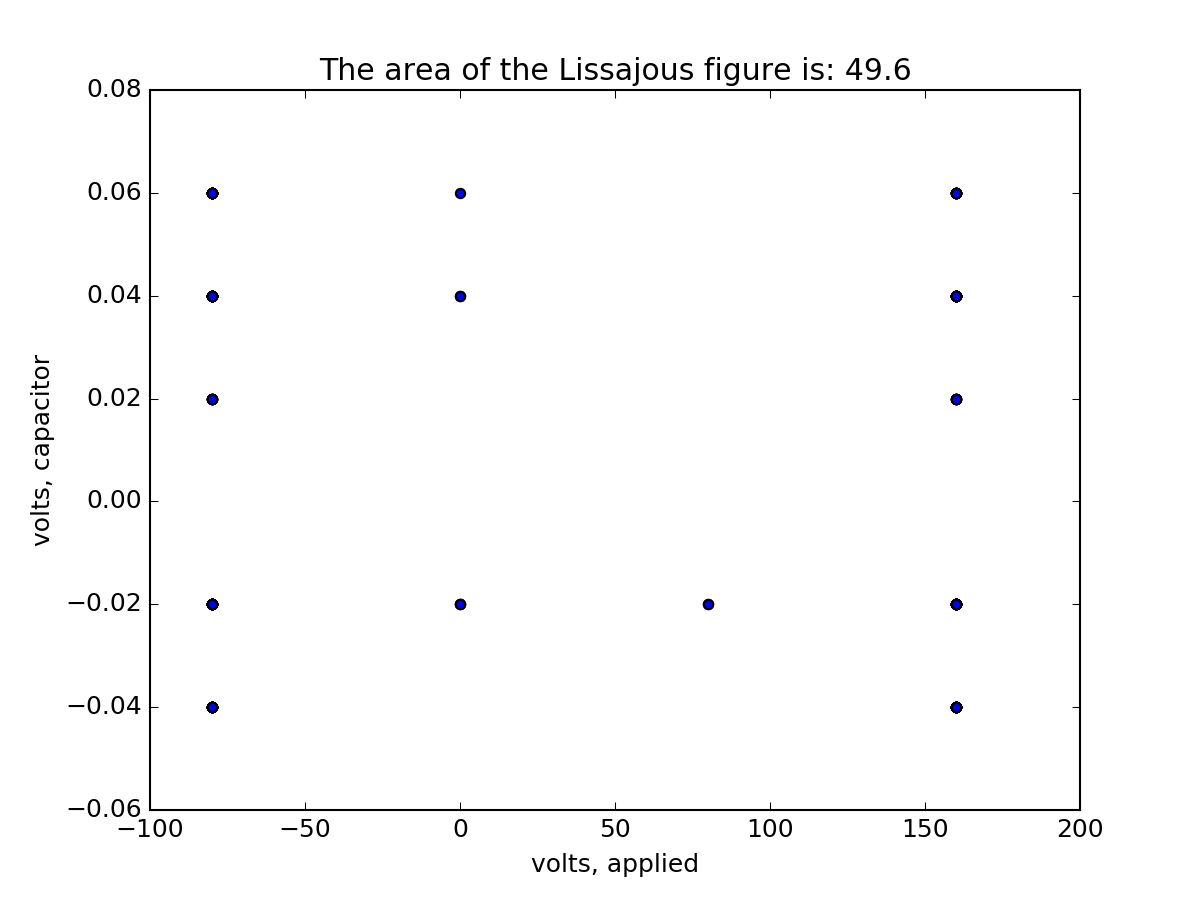 The area of the Lissajous figure is: 49.6
0.08
0.06
0.04
0.02
0.00
−0.02
−0.04
−0.06
volts, capacitor
−100 −50 0 50 100 150 200
volts, applied